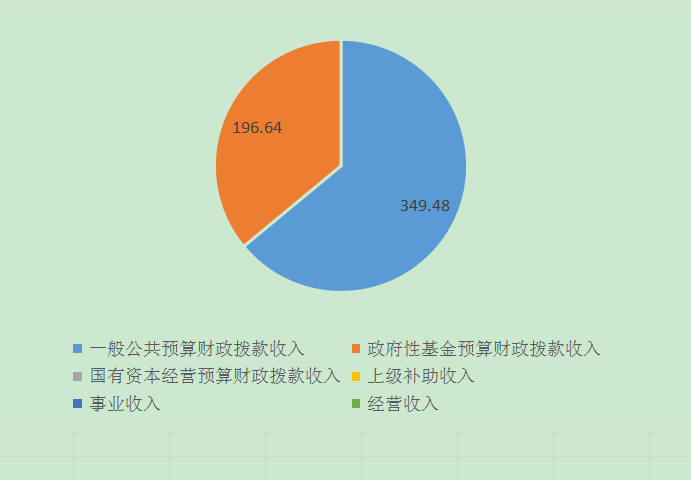 196.64
349.48
一般公共预算财政拨款收入 政府性基金预算财政拨款收入
国有资本经营预算财政拨款收入 上级补助收入
事业收入 经营收入